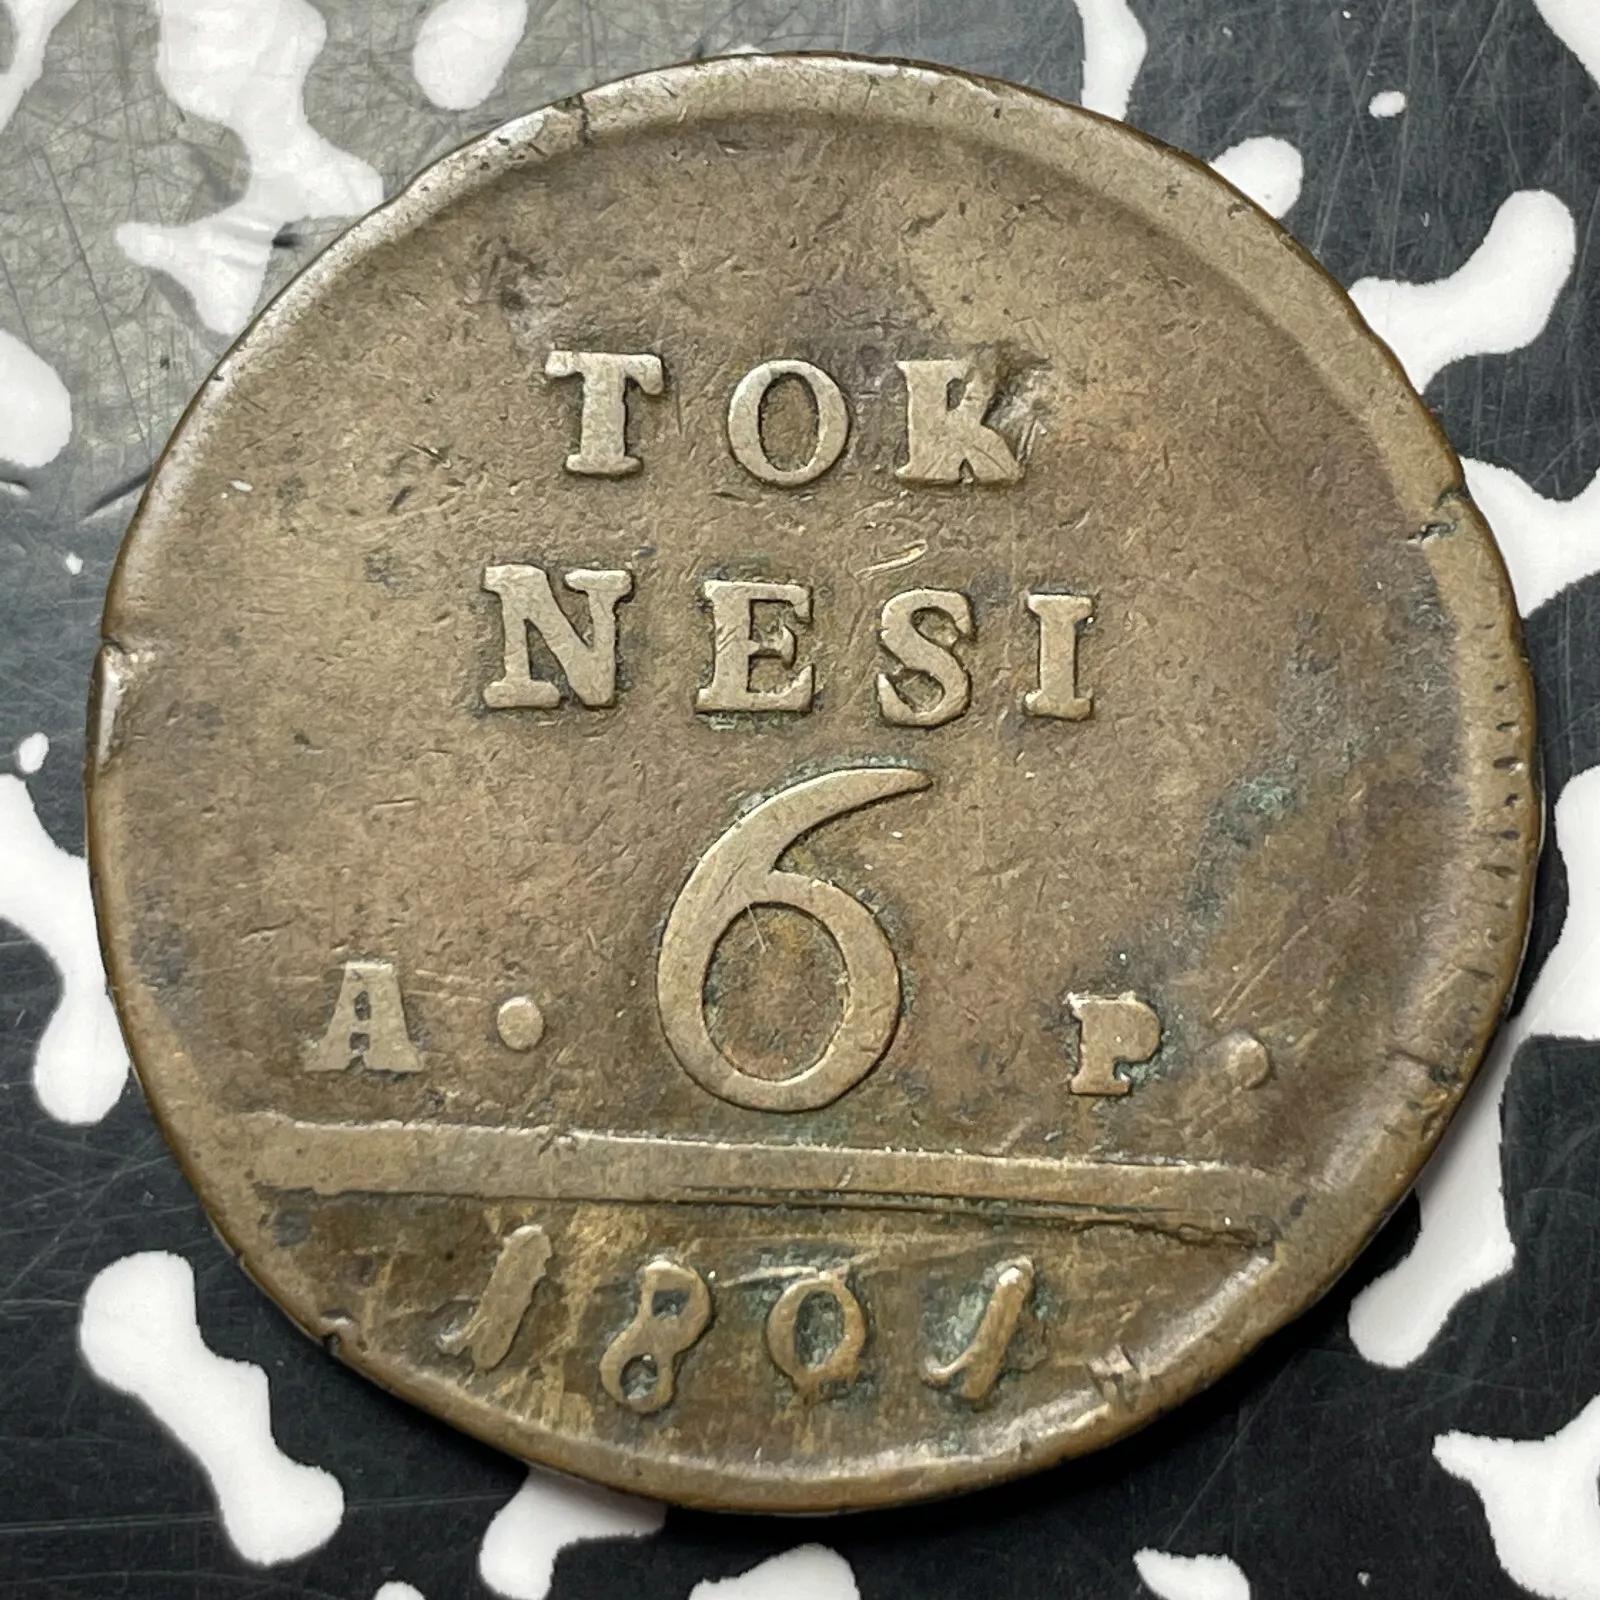 TOR
NESI
6
A. P.
1801